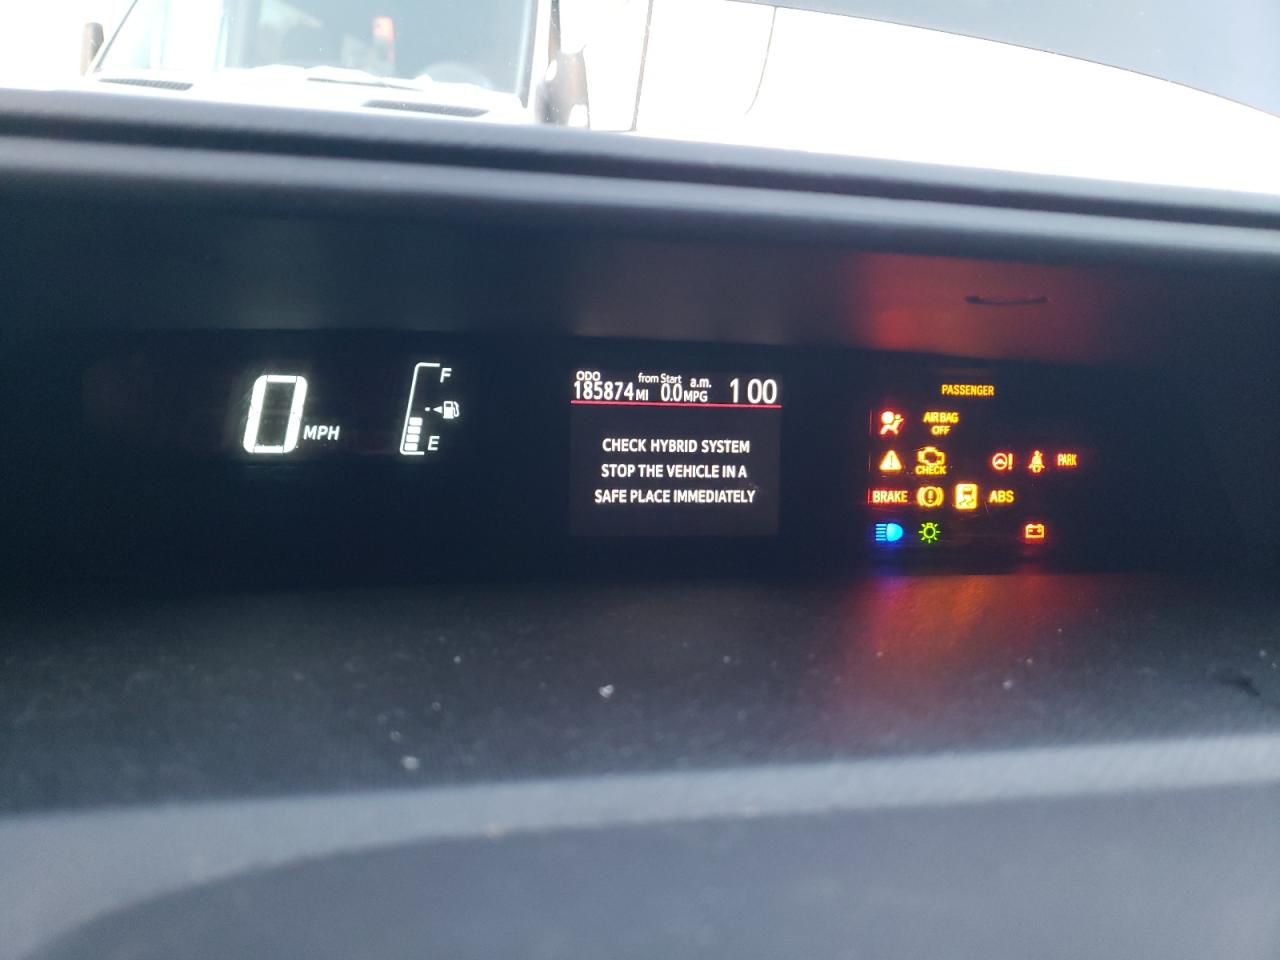 0 MPH
F
E
ODO from Start a.m.
185874 MI 0.0 MPG 1 00
CHECK HYBRID SYSTEM
STOP THE VEHICLE IN A
SAFE PLACE IMMEDIATELY
PASSENGER
AIR BAG
OFF
CHECK
PARK
BRAKE
ABS